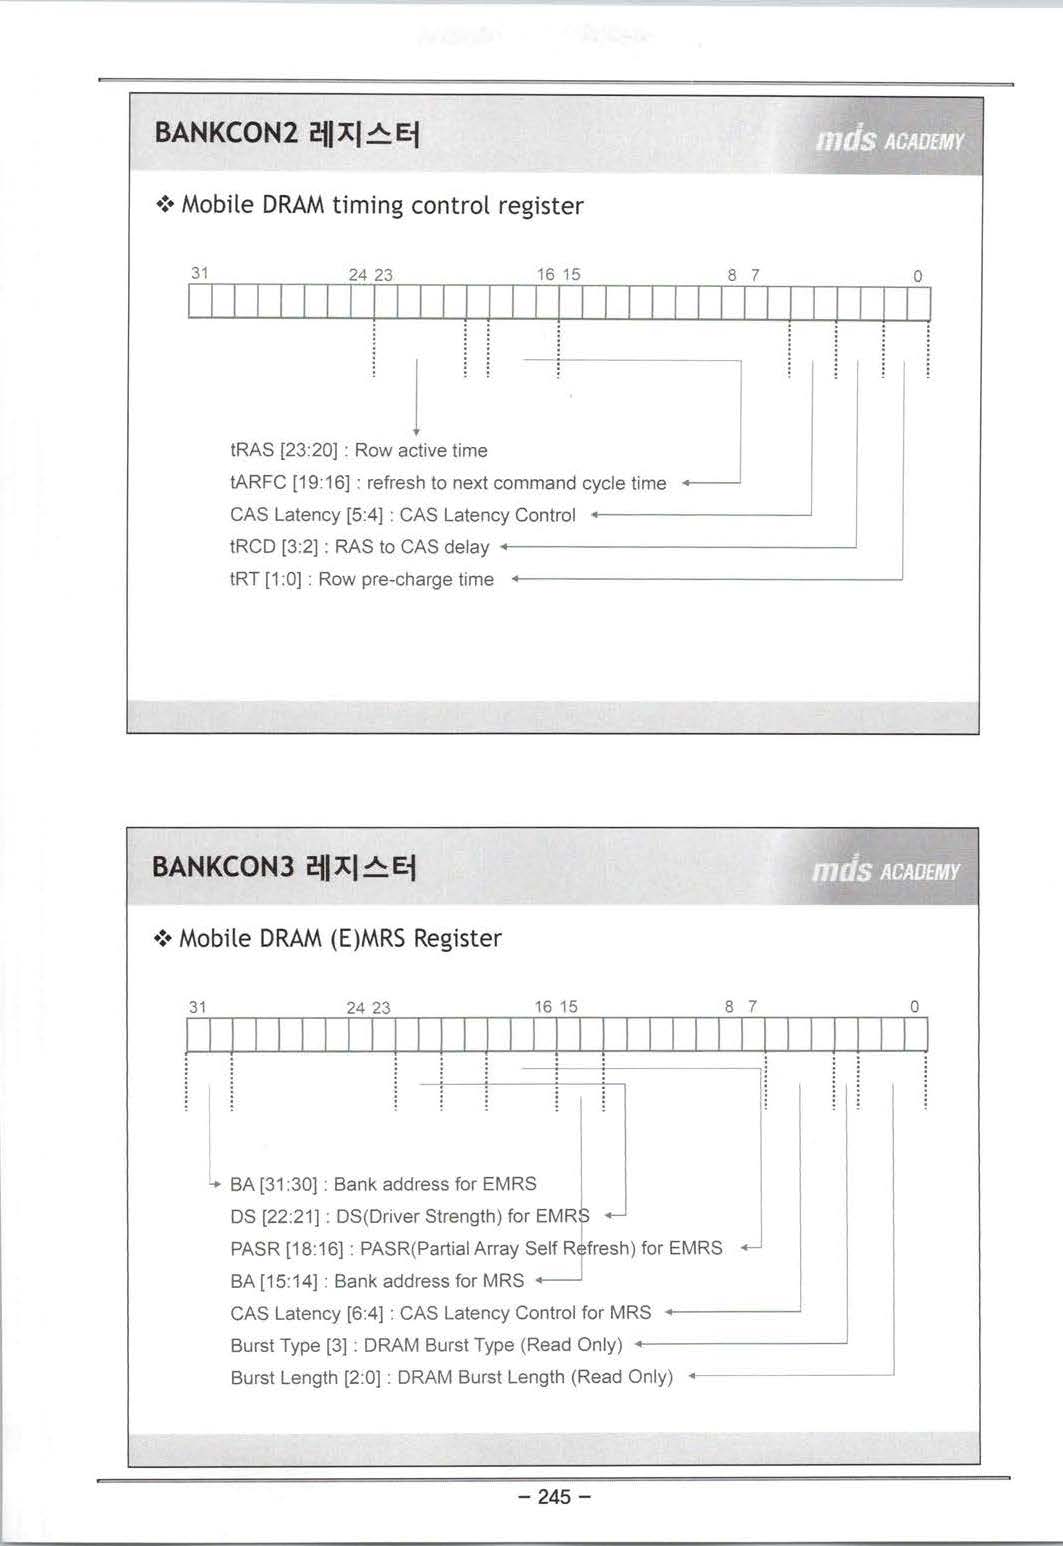 BANKCON2 레지스터
mds ACADEMY
❖ Mobile DRAM timing control register
31 24 23 16 15 8 7 0
tRAS [23:20] : Row active time
tARFC [19:16] : refresh to next command cycle time
CAS Latency [5:4] : CAS Latency Control
tRCD [3:2] : RAS to CAS delay
tRT [1:0] : Row pre-charge time
BANKCON3 레지스터
mds ACADEMY
❖ Mobile DRAM (E)MRS Register
31 24 23 16 15 8 7 0
BA [31:30] : Bank address for EMRS
DS [22:21] : DS(Driver Strength) for EMRS
PASR [18:16] : PASR(Partial Array Self Refresh) for EMRS
BA [15:14] : Bank address for MRS
CAS Latency [6:4] : CAS Latency Control for MRS
Burst Type [3] : DRAM Burst Type (Read Only)
Burst Length [2:0] : DRAM Burst Length (Read Only)
- 245 -